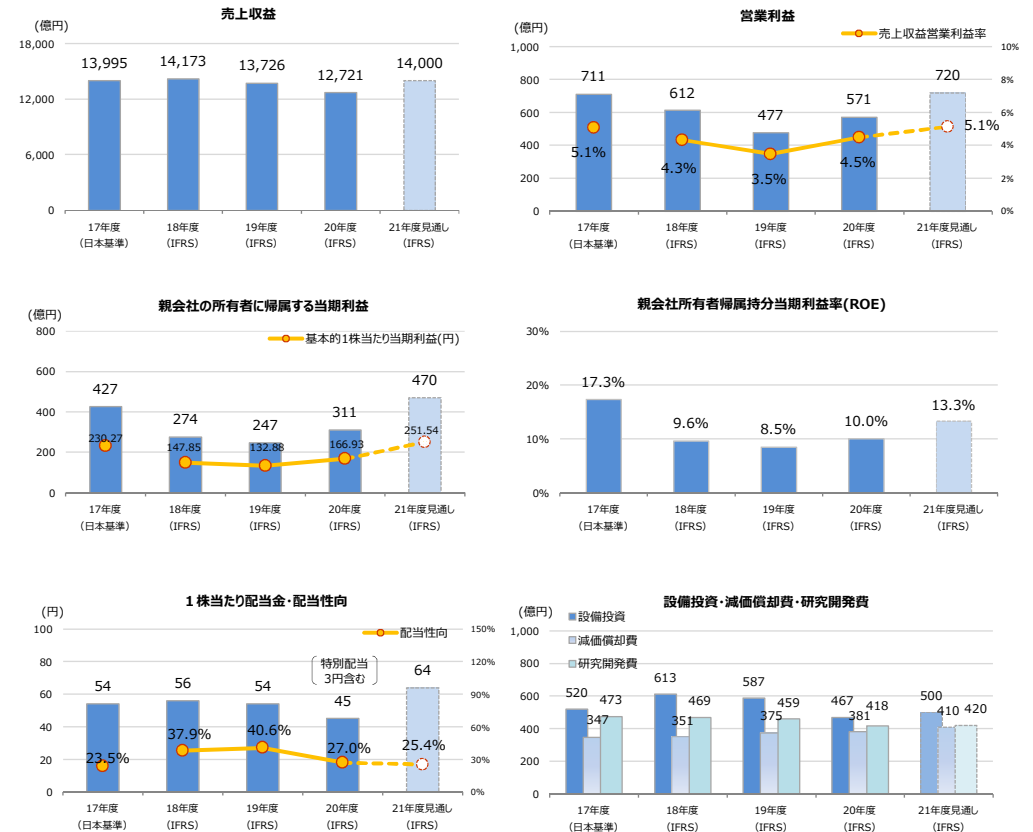 売上収益
(億円)
18,000
12,000
6,000
0
13,995
14,173
13,726
12,721
14,000
17年度
(日本基準)
18年度
(IFRS)
19年度
(IFRS)
20年度
(IFRS)
21年度見通し
(IFRS)
営業利益
(億円)
売上収益営業利益率
1,000
800
600
400
200
0
10%
8%
6%
4%
2%
0%
711
612
477
571
720
5.1%
4.3%
3.5%
4.5%
5.1%
17年度
(日本基準)
18年度
(IFRS)
19年度
(IFRS)
20年度
(IFRS)
21年度見通し
(IFRS)
親会社の所有者に帰属する当期利益
(億円)
基本的1株当たり当期利益(円)
800
600
400
200
0
427
274
247
311
470
230.27
147.85
132.88
166.93
251.54
17年度
(日本基準)
18年度
(IFRS)
19年度
(IFRS)
20年度
(IFRS)
21年度見通し
(IFRS)
親会社所有者帰属持分当期利益率(ROE)
30%
20%
10%
0%
17.3%
9.6%
8.5%
10.0%
13.3%
17年度
(日本基準)
18年度
(IFRS)
19年度
(IFRS)
20年度
(IFRS)
21年度見通し
(IFRS)
1株当たり配当金・配当性向
(円)
配当性向
100
80
60
40
20
0
150%
120%
90%
60%
30%
0%
特別配当
3円含む
54
56
54
45
64
23.5%
37.9%
40.6%
27.0%
25.4%
17年度
(日本基準)
18年度
(IFRS)
19年度
(IFRS)
20年度
(IFRS)
21年度見通し
(IFRS)
設備投資・減価償却費・研究開発費
(億円)
設備投資
減価償却費
研究開発費
1,000
800
600
400
200
0
520
347
473
613
351
469
587
375
459
467
381
418
500
410
420
17年度
(日本基準)
18年度
(IFRS)
19年度
(IFRS)
20年度
(IFRS)
21年度見通し
(IFRS)